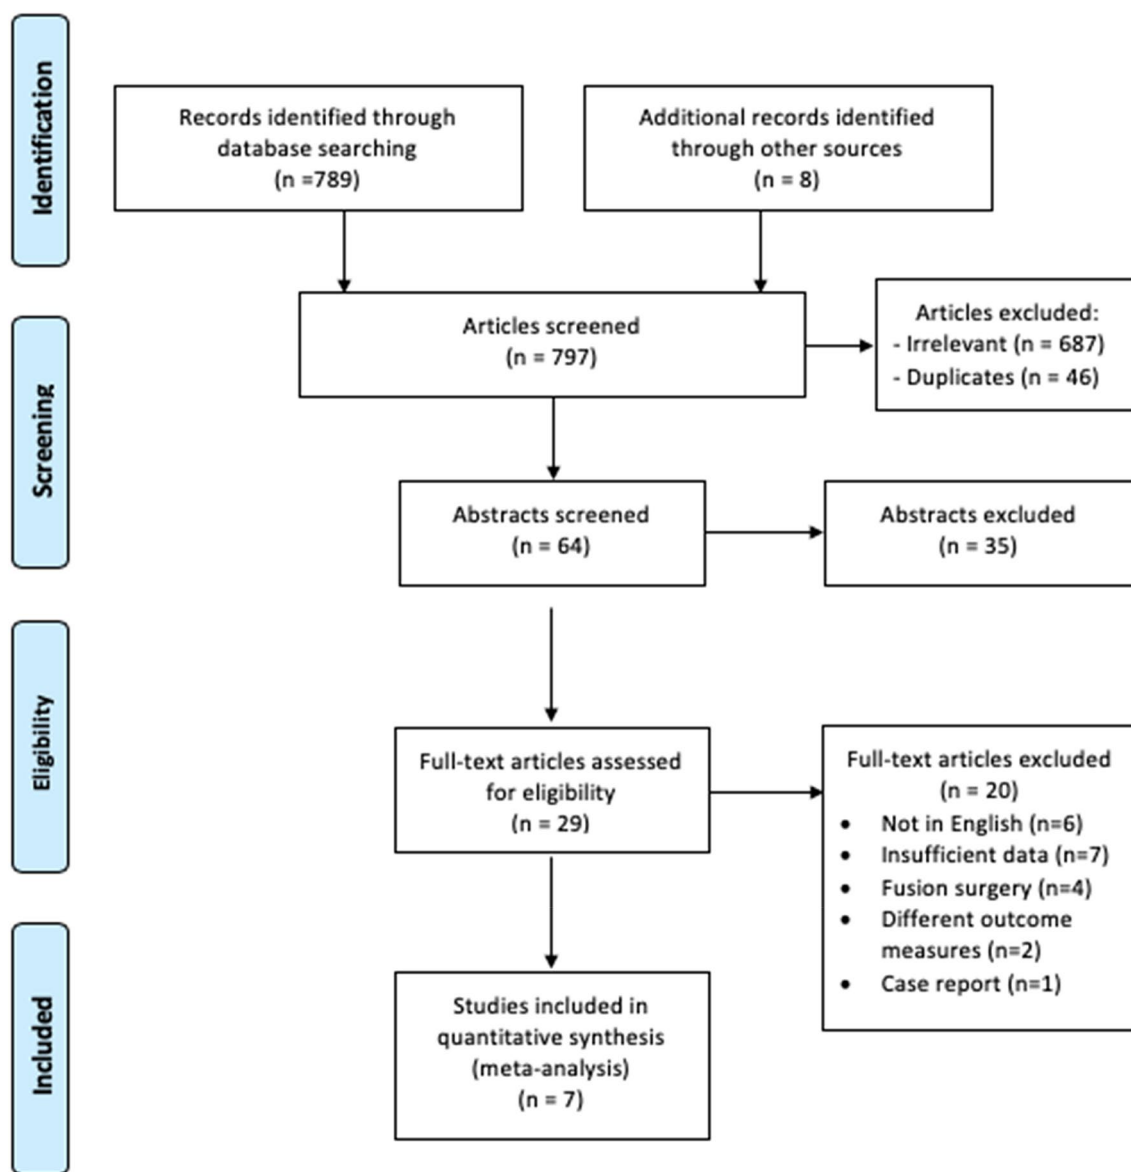 Identification
Records identified through
database searching
(n =789)
Additional records identified
through other sources
(n = 8)
Articles screened
(n = 797)
Articles excluded:
- Irrelevant (n = 687)
- Duplicates (n = 46)
Screening
Abstracts screened
(n = 64)
Abstracts excluded
(n = 35)
Eligibility
Full-text articles assessed
for eligibility
(n = 29)
Full-text articles excluded
(n = 20)
• Not in English (n=6)
• Insufficient data (n=7)
• Fusion surgery (n=4)
• Different outcome
measures (n=2)
• Case report (n=1)
Included
Studies included in
quantitative synthesis
(meta-analysis)
(n = 7)